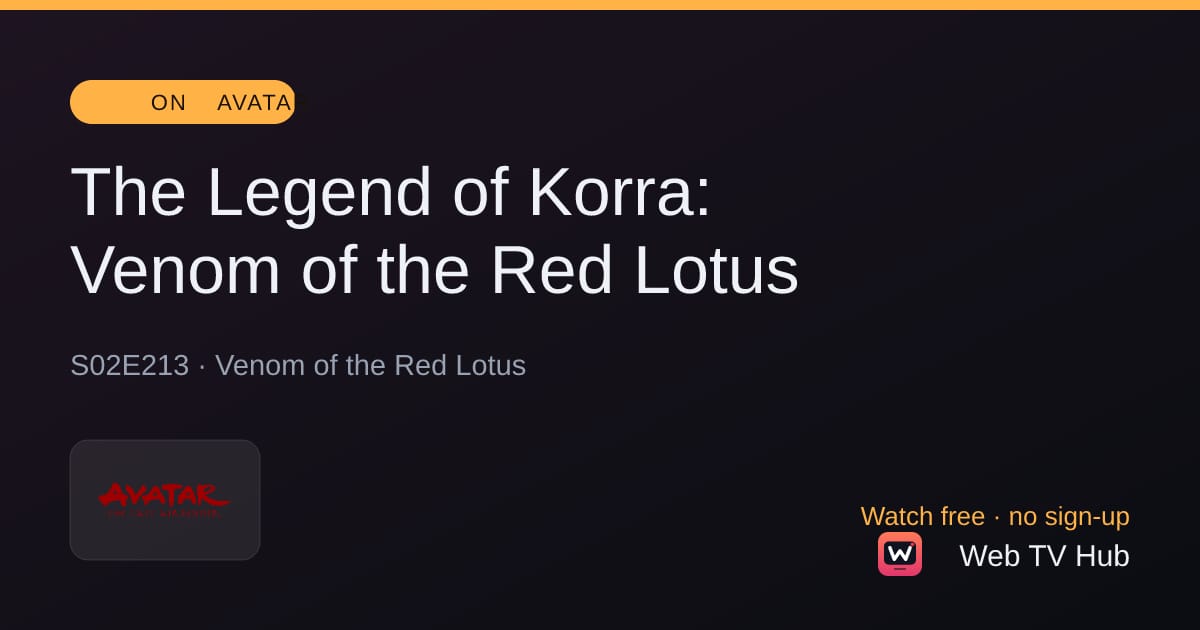 ON AVATA
The Legend of Korra:
Venom of the Red Lotus
S02E213 · Venom of the Red Lotus
AVATAR
Watch free · no sign-up
W
Web TV Hub